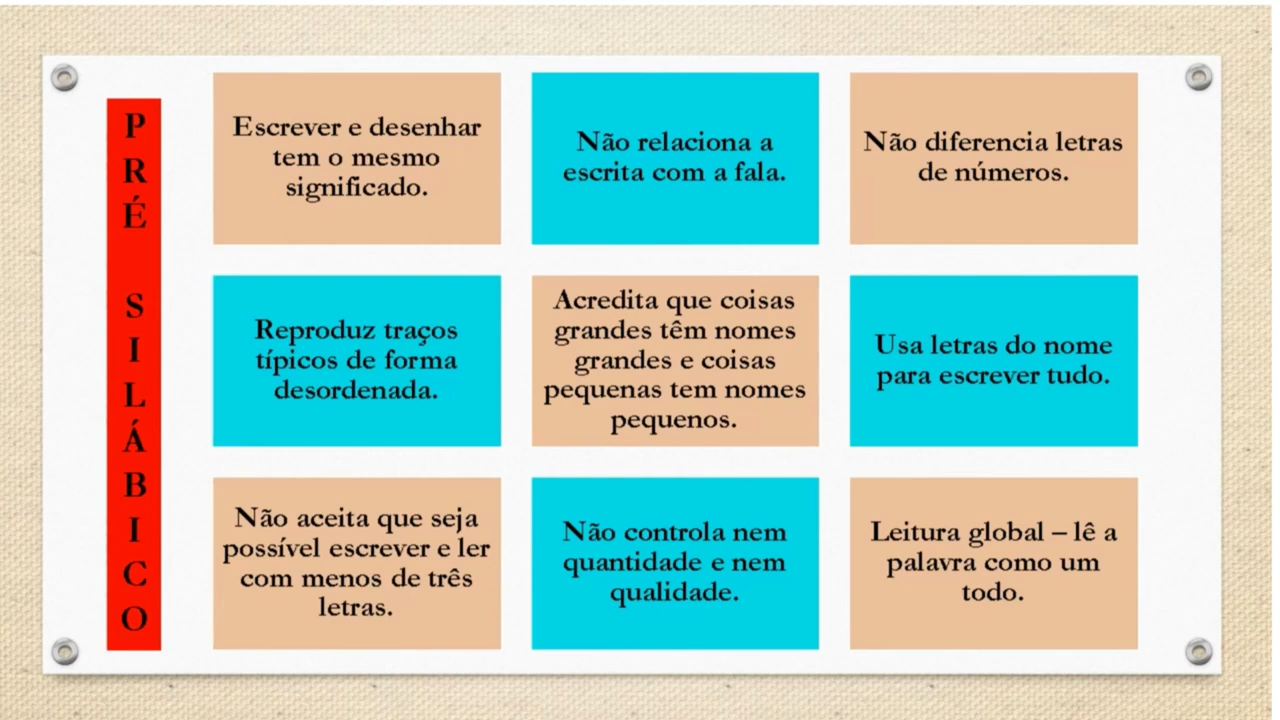 PRÉ SILÁBICO
Escrever e desenhar
tem o mesmo
significado.
Não relaciona a
escrita com a fala.
Não diferencia letras
de números.
Reproduz traços
típicos de forma
desordenada.
Acredita que coisas
grandes têm nomes
grandes e coisas
pequenas tem nomes
pequenos.
Usa letras do nome
para escrever tudo.
Não aceita que seja
possível escrever e ler
com menos de três
letras.
Não controla nem
quantidade e nem
qualidade.
Leitura global – lê a
palavra como um
todo.